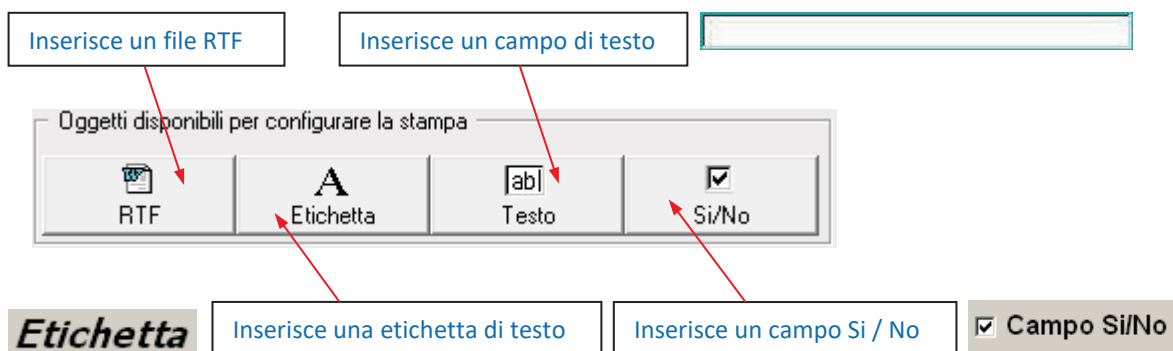 Inserisce un file RTF
Inserisce un campo di testo
Oggetti disponibili per configurare la stampa
RTF
A
Etichetta
ab
Testo
Si/No
Etichetta
Inserisce una etichetta di testo
Inserisce un campo Si / No
Campo Si/No